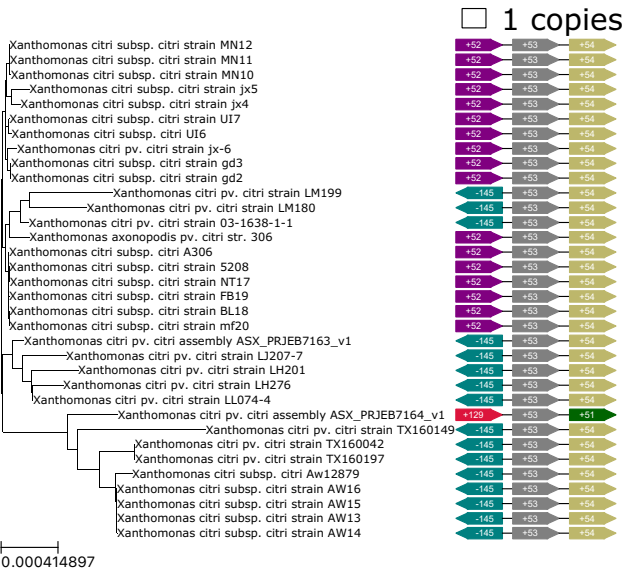 1 copies
Xanthomonas citri subsp. citri strain MN12 +52 +53 +54
Xanthomonas citri subsp. citri strain MN11 +52 +53 +54
Xanthomonas citri subsp. citri strain MN10 +52 +53 +54
Xanthomonas citri subsp. citri strain jx5 +52 +53 +54
Xanthomonas citri subsp. citri strain jx4 +52 +53 +54
Xanthomonas citri subsp. citri strain UI7 +52 +53 +54
Xanthomonas citri subsp. citri UI6 +52 +53 +54
Xanthomonas citri pv. citri strain jx-6 +52 +53 +54
Xanthomonas citri subsp. citri strain gd3 +52 +53 +54
Xanthomonas citri subsp. citri strain gd2 +52 +53 +54
Xanthomonas citri pv. citri strain LM199 -145 +53 +54
Xanthomonas citri pv. citri strain LM180 -145 +53 +54
Xanthomonas citri pv. citri strain 03-1638-1-1 -145 +53 +54
Xanthomonas axonopodis pv. citri str. 306 +52 +53 +54
Xanthomonas citri subsp. citri A306 +52 +53 +54
Xanthomonas citri subsp. citri strain 5208 +52 +53 +54
Xanthomonas citri subsp. citri strain NT17 +52 +53 +54
Xanthomonas citri subsp. citri strain FB19 +52 +53 +54
Xanthomonas citri subsp. citri strain BL18 +52 +53 +54
Xanthomonas citri subsp. citri strain mf20 +52 +53 +54
Xanthomonas citri pv. citri assembly ASX_PRJEB7163_v1 -145 +53 +54
Xanthomonas citri pv. citri strain LJ207-7 -145 +53 +54
Xanthomonas citri pv. citri strain LH201 -145 +53 +54
Xanthomonas citri pv. citri strain LH276 -145 +53 +54
Xanthomonas citri pv. citri strain LL074-4 -145 +53 +54
Xanthomonas citri pv. citri assembly ASX_PRJEB7164_v1 +129 +53 +51
Xanthomonas citri pv. citri strain TX160149 -145 +53 +54
Xanthomonas citri pv. citri strain TX160042 -145 +53 +54
Xanthomonas citri pv. citri strain TX160197 -145 +53 +54
Xanthomonas citri subsp. citri Aw12879 -145 +53 +54
Xanthomonas citri subsp. citri strain AW16 -145 +53 +54
Xanthomonas citri subsp. citri strain AW15 -145 +53 +54
Xanthomonas citri subsp. citri strain AW13 -145 +53 +54
Xanthomonas citri subsp. citri strain AW14 -145 +53 +54
0.000414897